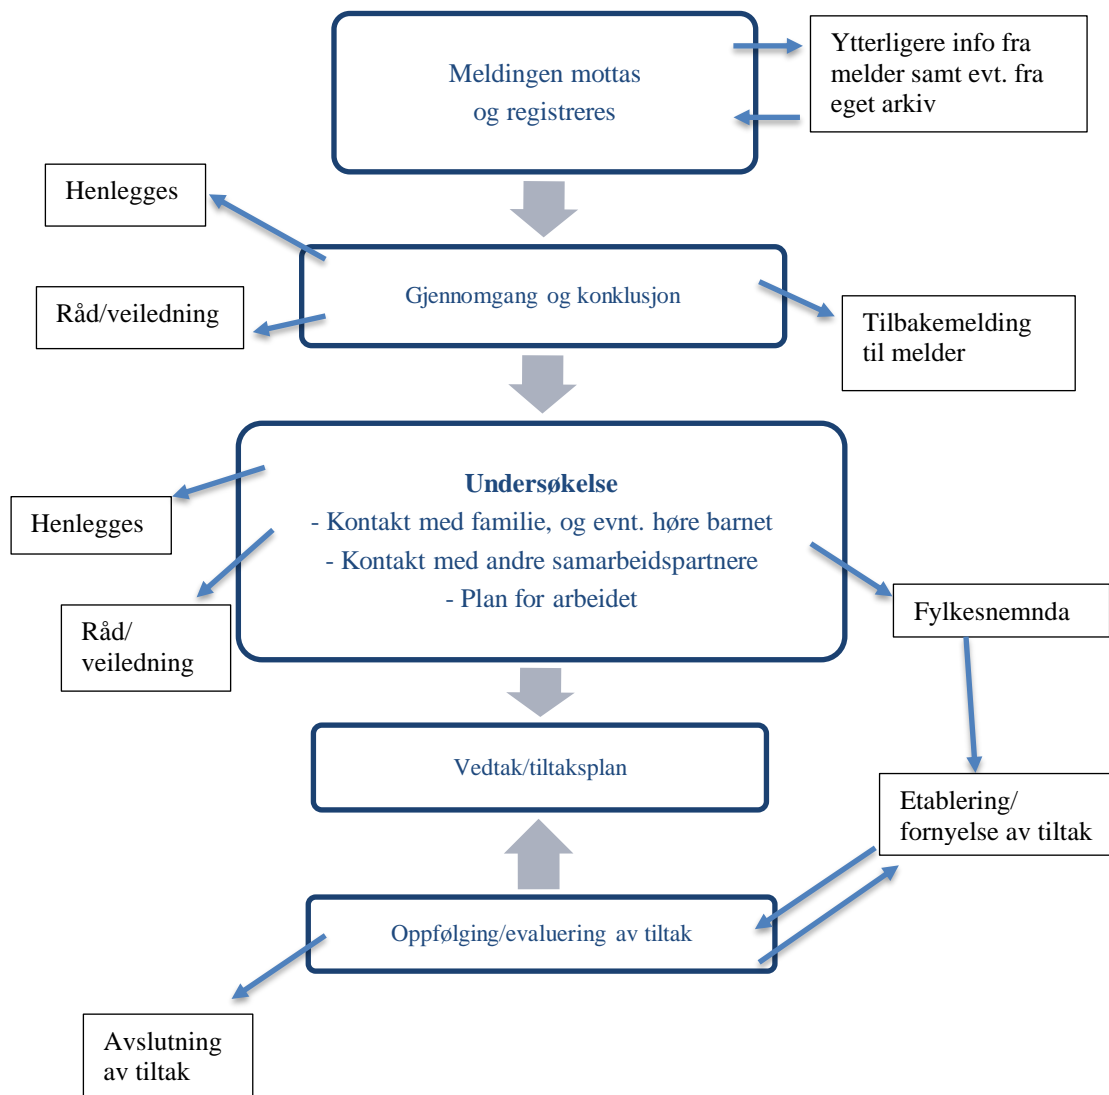 Meldingen mottas
og registreres
Ytterligere info fra
melder samt evt. fra
eget arkiv
Henlegges
Gjennomgang og konklusjon
Råd/veiledning
Tilbakemelding
til melder
Undersøkelse
- Kontakt med familie, og evnt. høre barnet
- Kontakt med andre samarbeidspartnere
- Plan for arbeidet
Henlegges
Råd/
veiledning
Fylkesnemnda
Vedtak/tiltaksplan
Etablering/
fornyelse av tiltak
Oppfølging/evaluering av tiltak
Avslutning
av tiltak